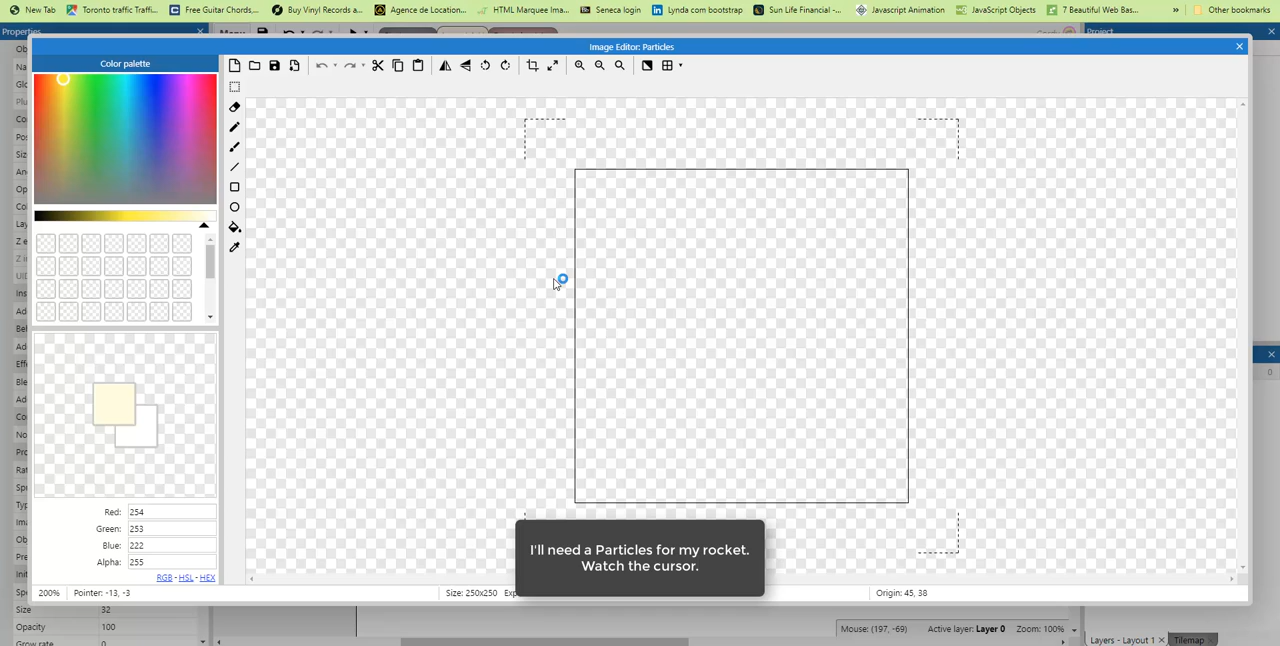 New Tab
Toronto traffic Traffi...
Free Guitar Chords,...
Buy Vinyl Records a...
Agence de Location...
HTML Marquee Ima...
Seneca login
Lynda com bootstrap
Sun Life Financial -...
Javascript Animation
JavaScript Objects
7 Beautiful Web Bas...
»
Other bookmarks
Properties
Menu
Project
Image Editor: Particles
Color palette
Red: 254
Green: 253
Blue: 222
Alpha: 255
RGB - HSL - HEX
I'll need a Particles for my rocket.
Watch the cursor.
200%
Pointer: -13, -3
Size: 250x250
Origin: 45, 38
Size 32
Opacity 100
Grow rate
Mouse: (197, -69)
Active layer: Layer 0
Zoom: 100%
Layers - Layout 1
Tilemap
0